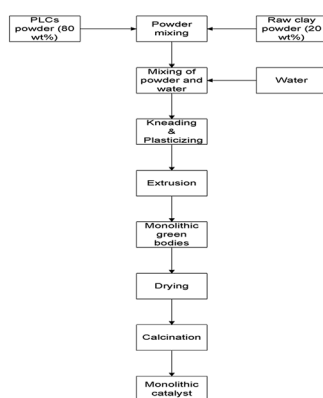 PLCs
powder (80
wt%)
Powder
mixing
Raw clay
powder (20
wt%)
Mixing of
powder and
water
Water
Kneading
&
Plasticizing
Extrusion
Monolithic
green
bodies
Drying
Calcination
Monolithic
catalyst